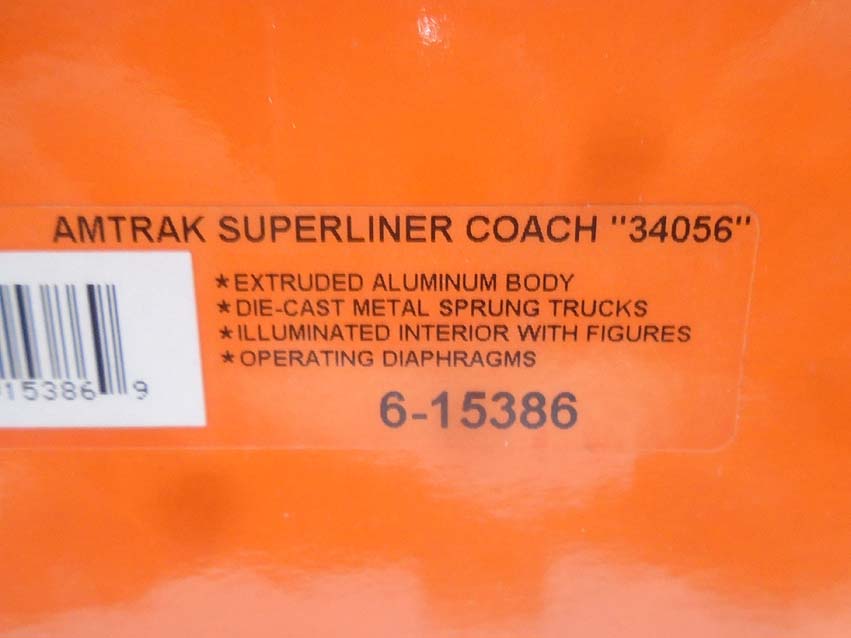 AMTRAK SUPERLINER COACH "34056"
*EXTRUDED ALUMINUM BODY
*DIE-CAST METAL SPRUNG TRUCKS
*ILLUMINATED INTERIOR WITH FIGURES
*OPERATING DIAPHRAGMS
15386 9
6-15386